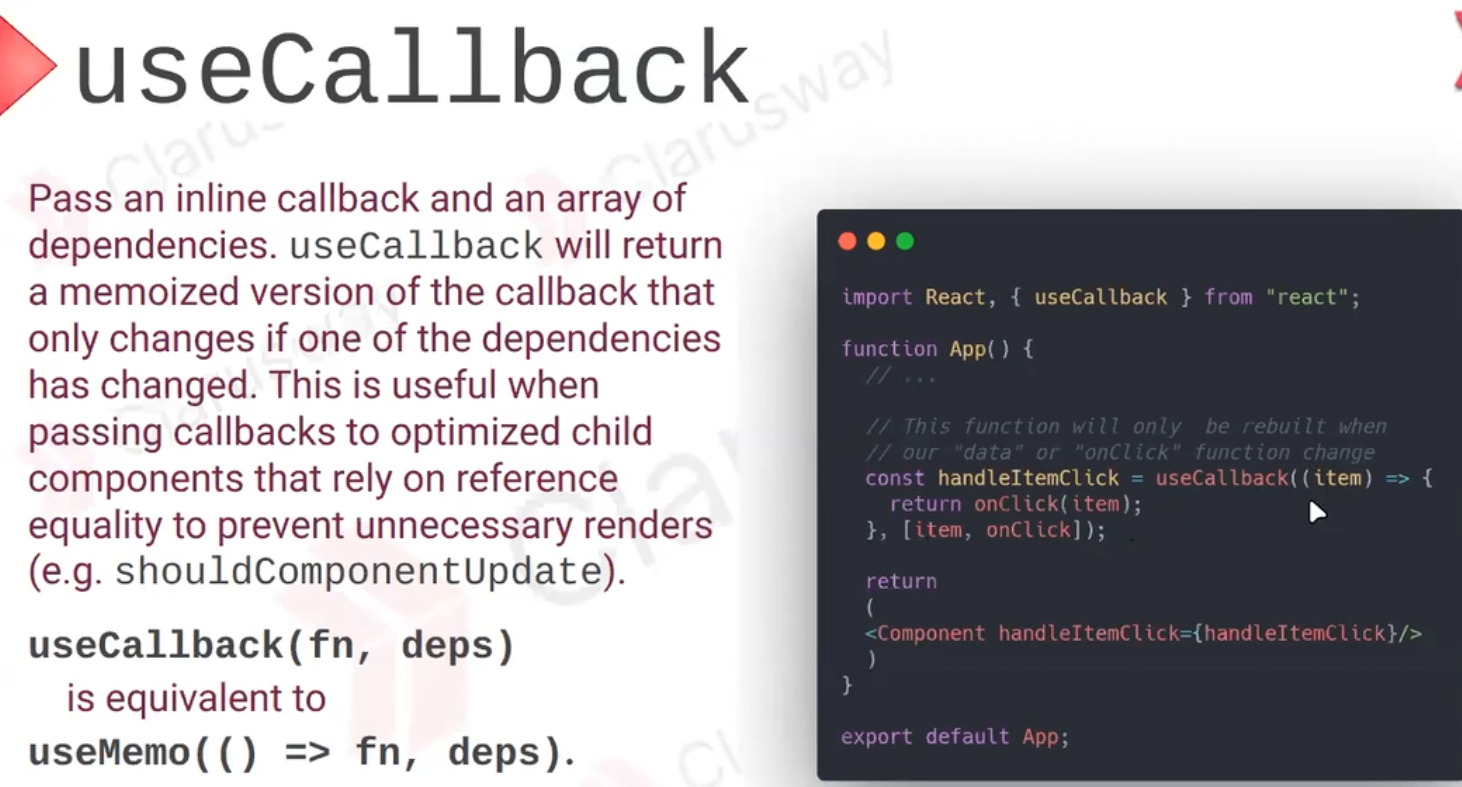 useCallback
Pass an inline callback and an array of
dependencies. useCallback will return
a memoized version of the callback that
only changes if one of the dependencies
has changed. This is useful when
passing callbacks to optimized child
components that rely on reference
equality to prevent unnecessary renders
(e.g. shouldComponentUpdate).
useCallback(fn, deps)
is equivalent to
useMemo(() => fn, deps).
import React, { useCallback } from "react";
function App() {
// ...
// This function will only  be rebuilt when
// our "data" or "onClick" function change
const handleItemClick = useCallback((item) => {
return onClick(item);
}, [item, onClick]);
return
(
<Component handleItemClick={handleItemClick}/>
)
}
export default App;
Clarusway
Clarusway
Clarusway